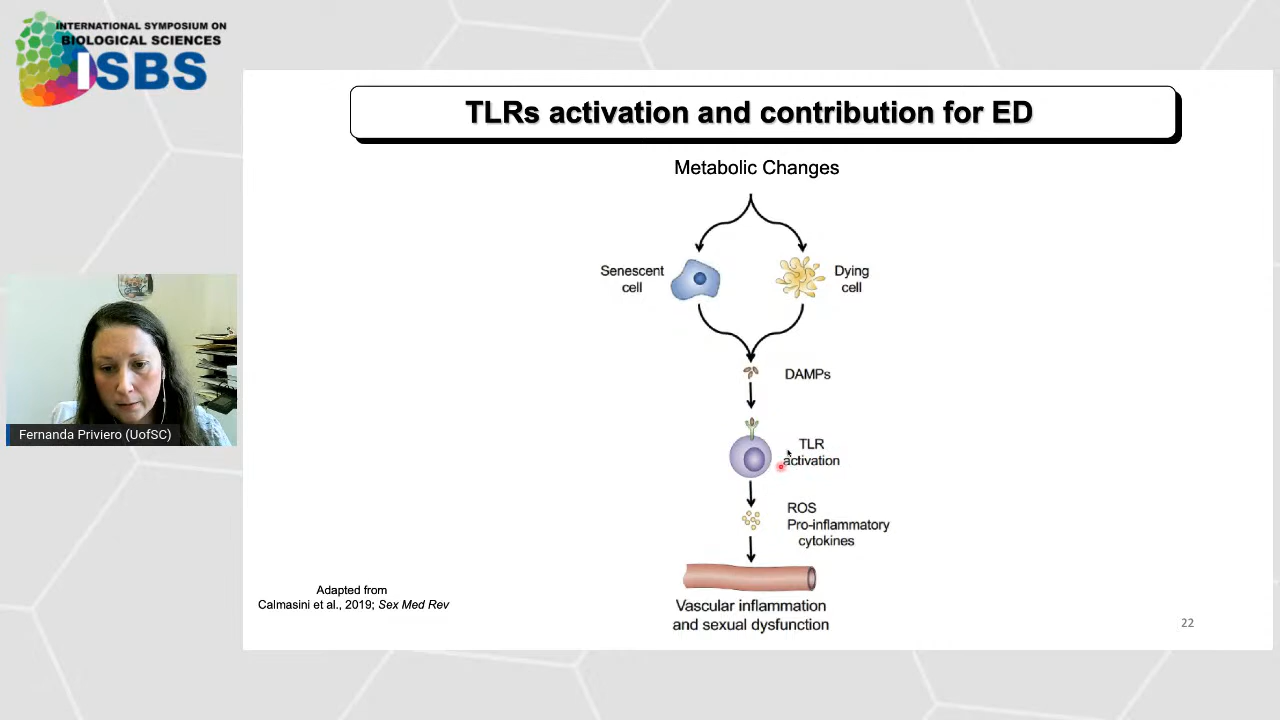 INTERNATIONAL SYMPOSIUM ON
BIOLOGICAL SCIENCES
ISBS
TLRs activation and contribution for ED
Metabolic Changes
Senescent
cell
Dying
cell
DAMPs
TLR
activation
ROS
Pro-inflammatory
cytokines
Vascular inflammation
and sexual dysfunction
Adapted from
Calmasini et al., 2019; Sex Med Rev
22
Fernanda Priviero (UofSC)